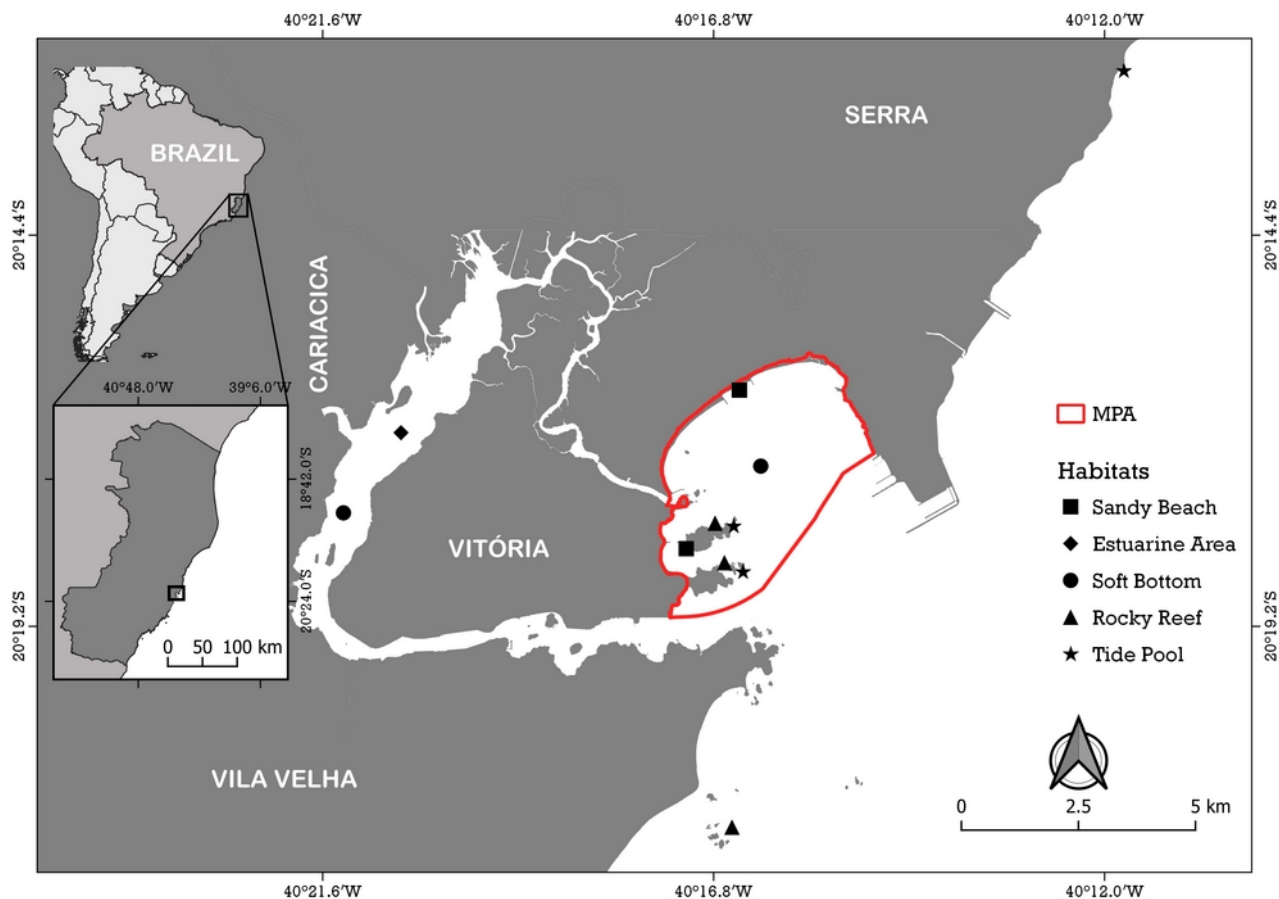 40°21.6′W
40°16.8′W
40°12.0′W
SERRA
BRAZIL
20°14.4′S
20°14.4′S
CARIACICA
40°48.0′W
39°6.0′W
MPA
Habitats
18°42.0′S
Sandy Beach
Estuarine Area
VITÓRIA
Soft Bottom
20°24.0′S
Rocky Reef
20°19.2′S
20°19.2′S
0 50 100 km
Tide Pool
VILA VELHA
0 2.5 5 km
40°21.6′W
40°16.8′W
40°12.0′W